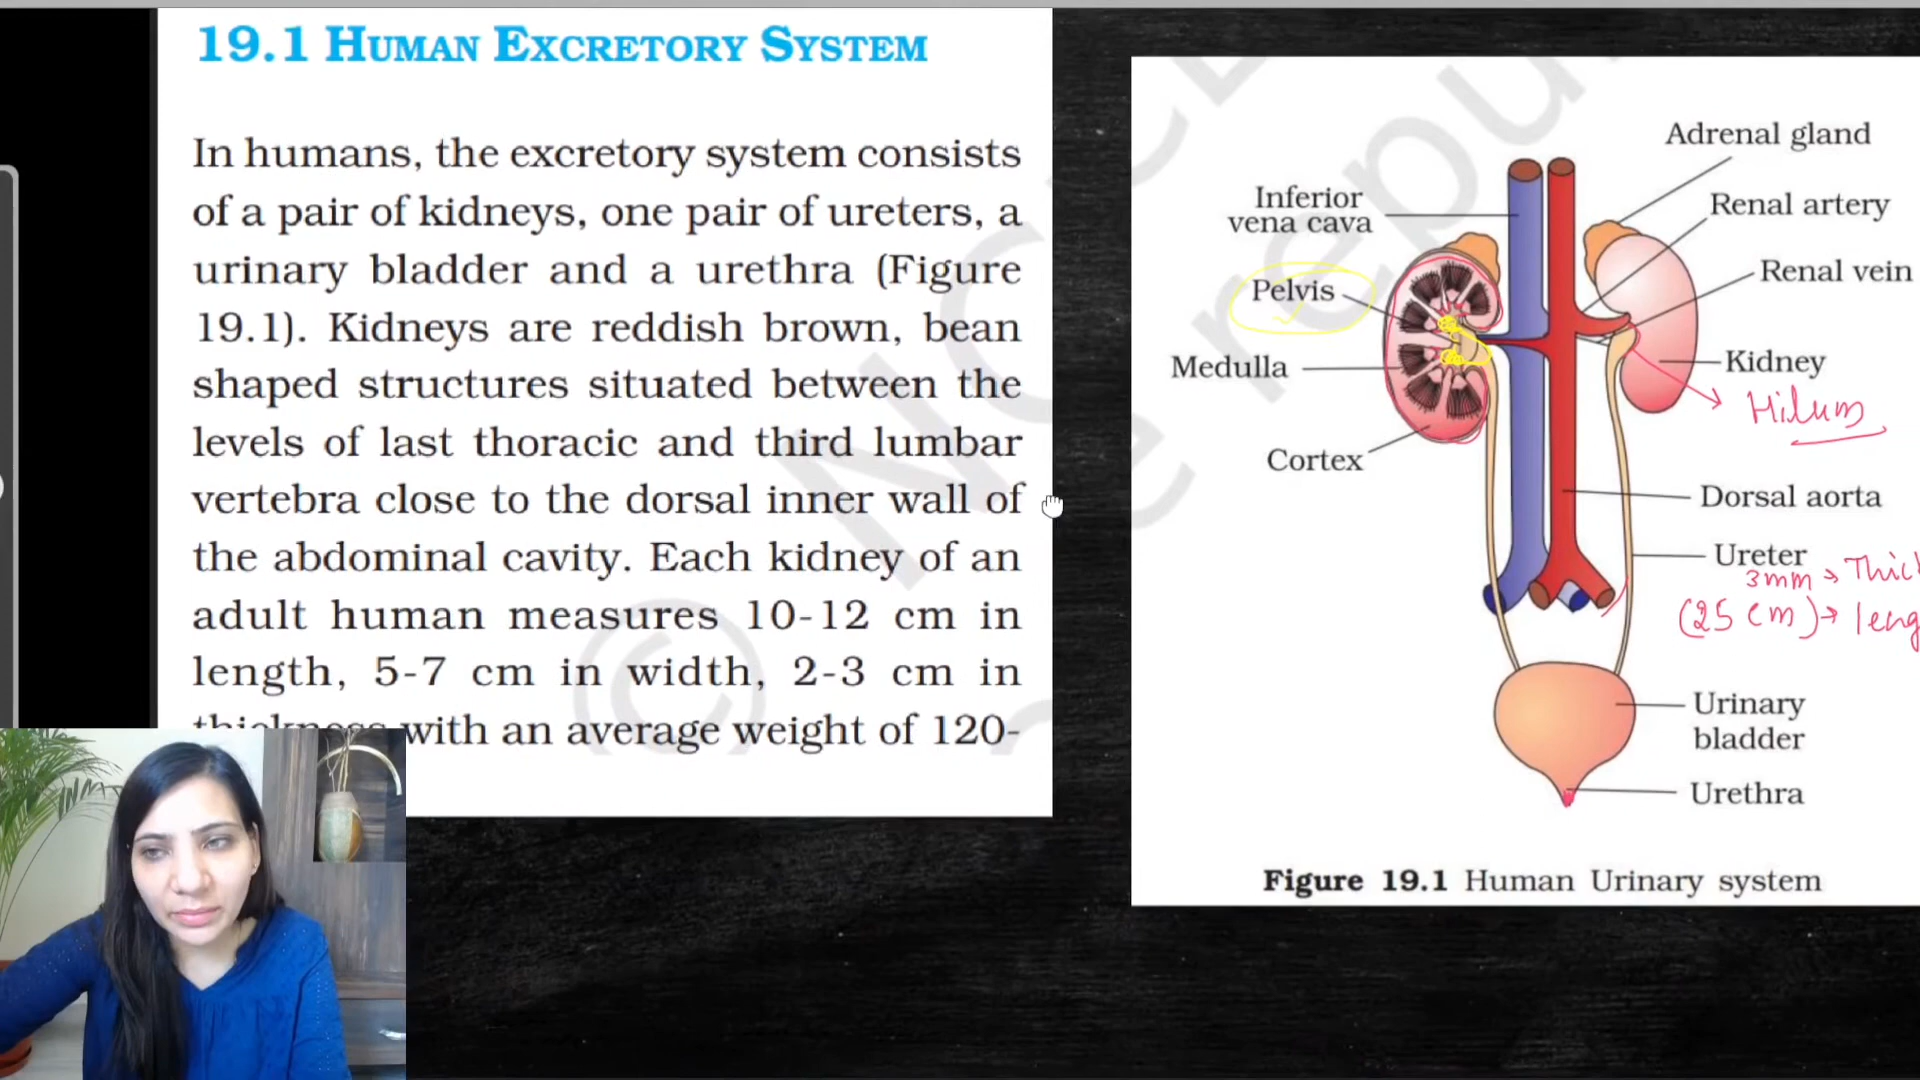 19.1 HUMAN EXCRETORY SYSTEM
In humans, the excretory system consists
of a pair of kidneys, one pair of ureters, a
urinary bladder and a urethra (Figure
19.1). Kidneys are reddish brown, bean
shaped structures situated between the
levels of last thoracic and third lumbar
vertebra close to the dorsal inner wall of
the abdominal cavity. Each kidney of an
adult human measures 10-12 cm in
length, 5-7 cm in width, 2-3 cm in
thickness with an average weight of 120-
Adrenal gland
Inferior
vena cava
Renal artery
Renal vein
Pelvis
Medulla
Kidney
Hilum
Cortex
Dorsal aorta
Ureter
3mm → Thick
(25 cm) → leng
Urinary
bladder
Urethra
Figure 19.1 Human Urinary system